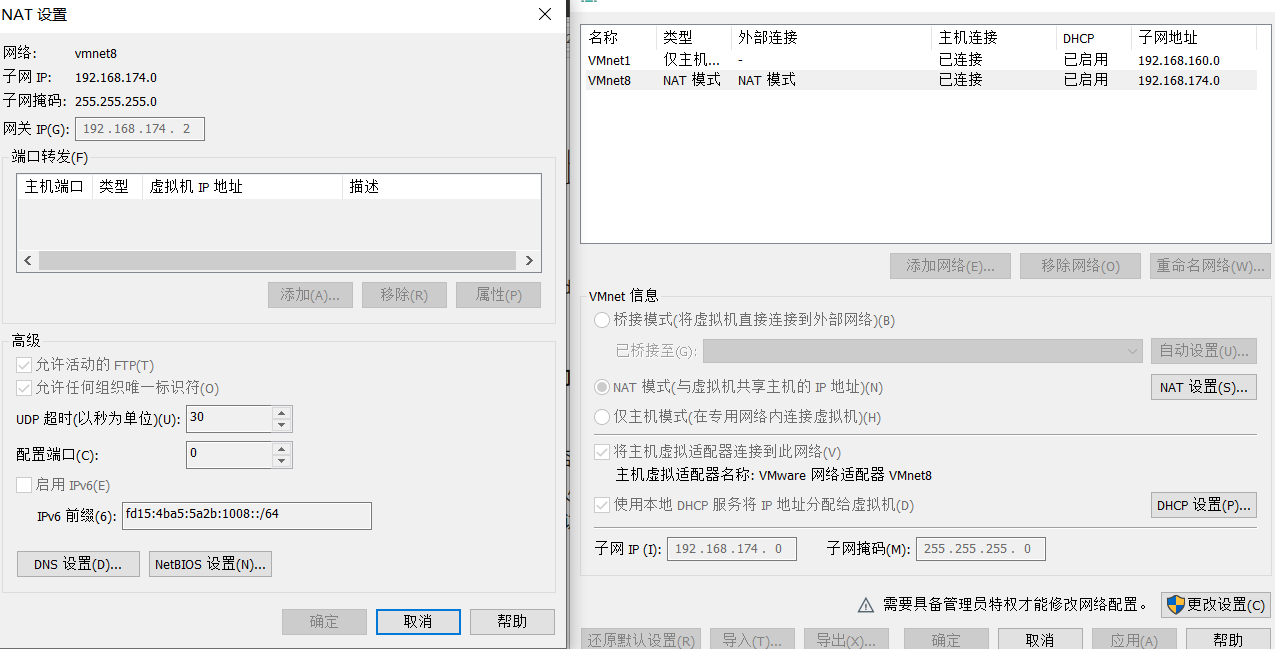 NAT 设置
网络: vmnet8
子网 IP: 192.168.174.0
子网掩码: 255.255.255.0
网关 IP(G): 192 . 168 . 174 . 2
端口转发(F)
主机端口 类型 虚拟机 IP 地址 描述
添加(A)... 移除(R) 属性(P)
高级
允许活动的 FTP(T)
允许任何组织唯一标识符(O)
UDP 超时(以秒为单位)(U): 30
配置端口(C): 0
启用 IPv6(E)
IPv6 前缀(6): fd15:4ba5:5a2b:1008::/64
DNS 设置(D)... NetBIOS 设置(N)...
确定 取消 帮助
名称 类型 外部连接 主机连接 DHCP 子网地址
VMnet1 仅主机... - 已连接 已启用 192.168.160.0
VMnet8 NAT 模式 NAT 模式 已连接 已启用 192.168.174.0
添加网络(E)... 移除网络(O) 重命名网络(W)...
VMnet 信息
桥接模式(将虚拟机直接连接到外部网络)(B)
已桥接至(G): 自动设置(U)...
NAT 模式(与虚拟机共享主机的 IP 地址)(N) NAT 设置(S)...
仅主机模式(在专用网络内连接虚拟机)(H)
将主机虚拟适配器连接到此网络(V)
主机虚拟适配器名称: VMware 网络适配器 VMnet8
使用本地 DHCP 服务将 IP 地址分配给虚拟机(D) DHCP 设置(P)...
子网 IP (I): 192 . 168 . 174 . 0 子网掩码(M): 255 . 255 . 255 . 0
需要具备管理员特权才能修改网络配置。 更改设置(C)
还原默认设置(R) 导入(T)... 导出(X)... 确定 取消 应用(A) 帮助